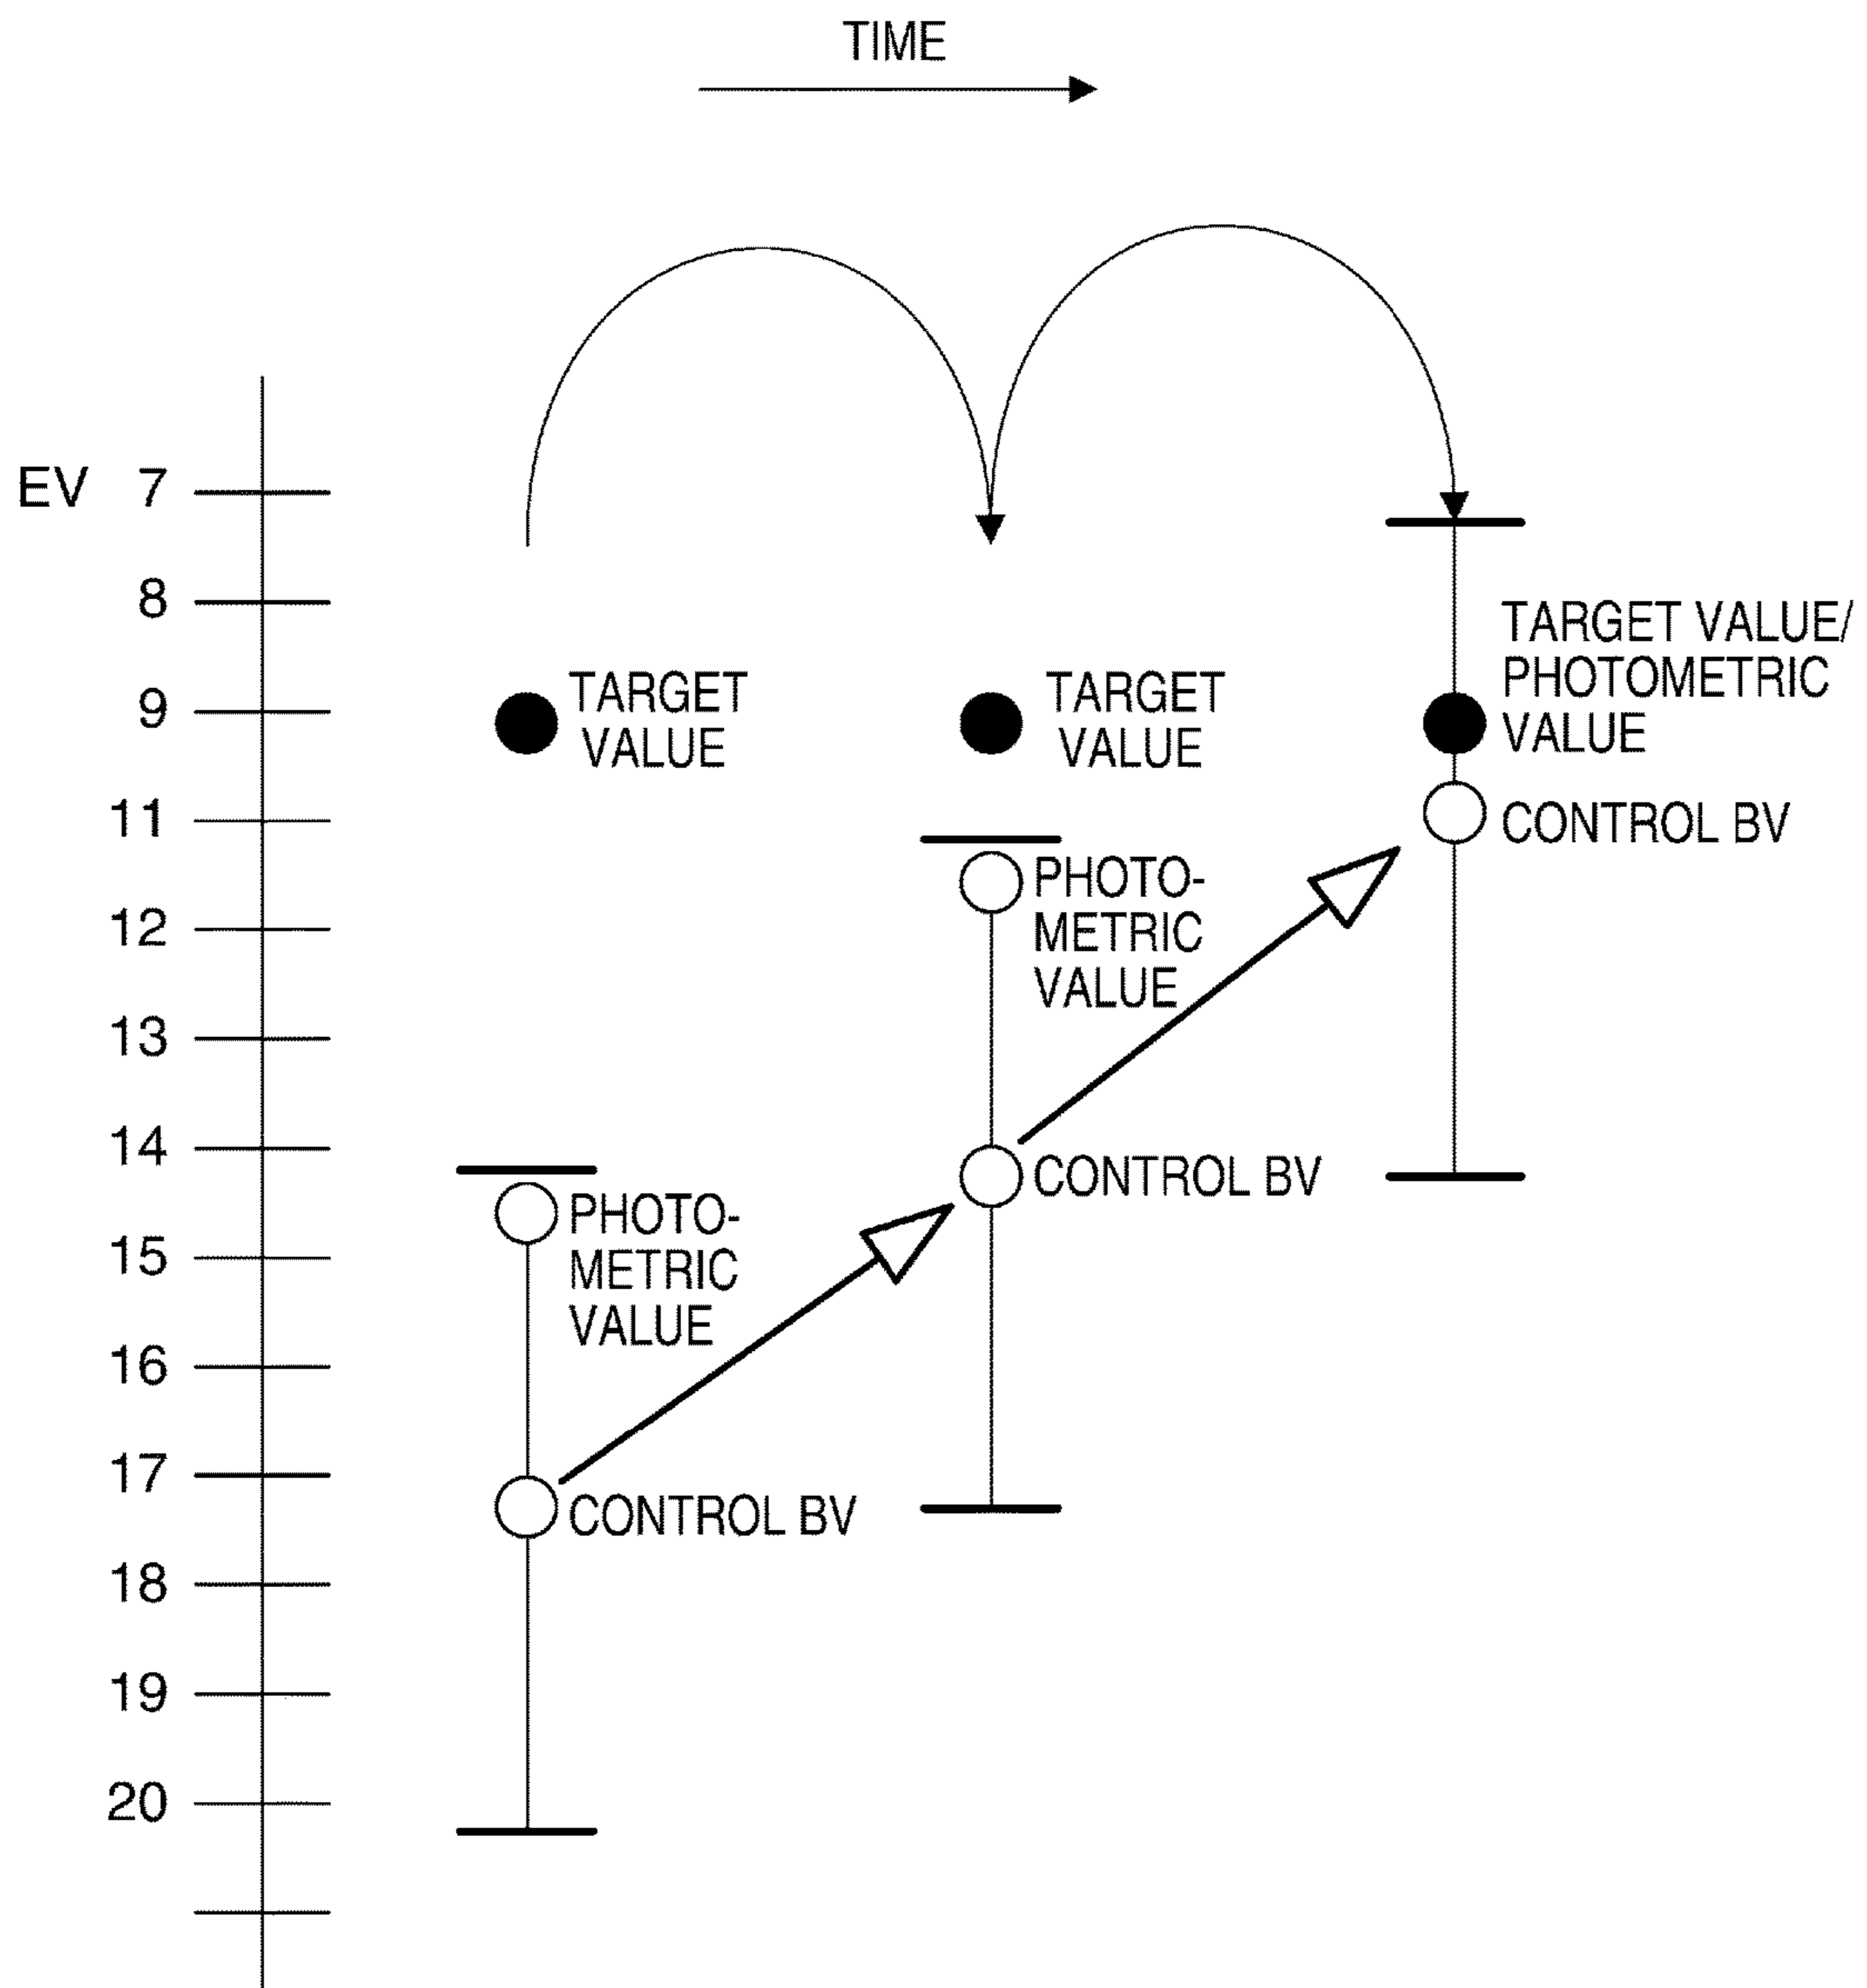 TIME
EV 7
8
9
11
12
13
14
15
16
17
18
19
20
TARGET
VALUE
PHOTO-
METRIC
VALUE
CONTROL BV
TARGET
VALUE
PHOTO-
METRIC
VALUE
CONTROL BV
TARGET VALUE/
PHOTOMETRIC
VALUE
CONTROL BV